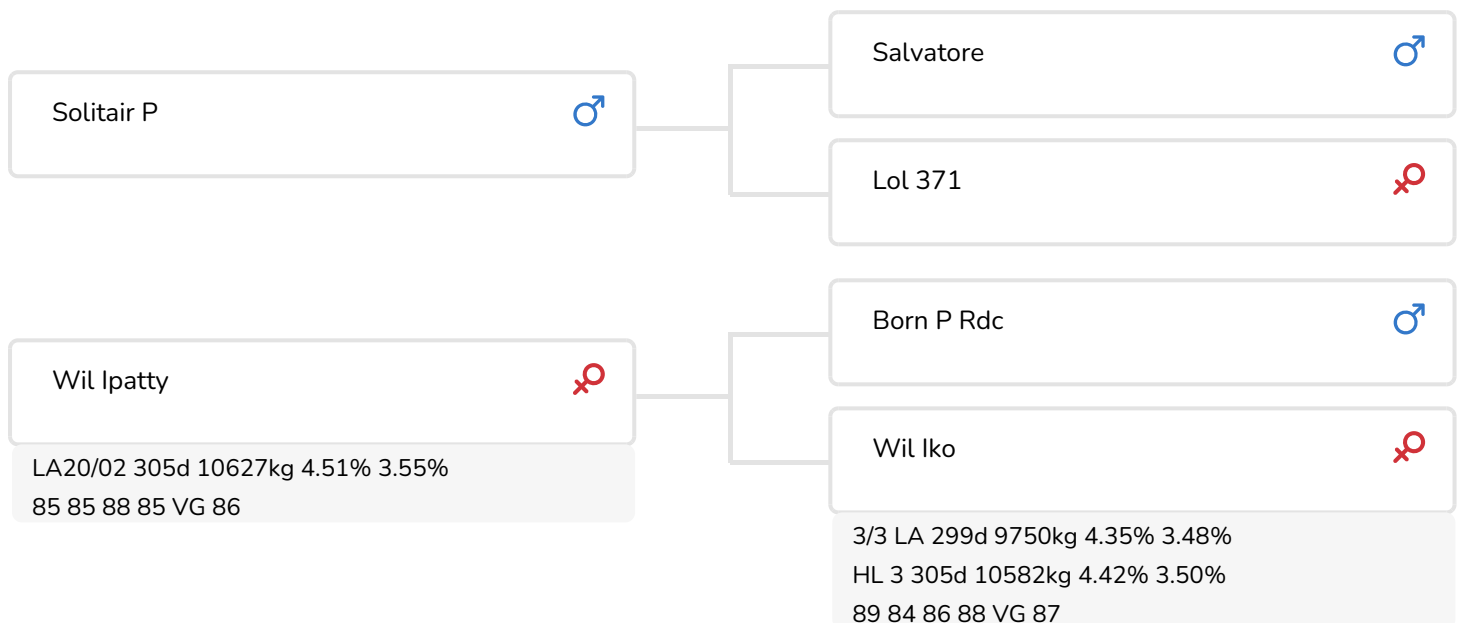 Solitair P
Salvatore
Lol 371
Wil Ipatty
LA20/02 305d 10627kg 4.51% 3.55%
85 85 88 85 VG 86
Born P Rdc
Wil Iko
3/3 LA 299d 9750kg 4.35% 3.48%
HL 3 305d 10582kg 4.42% 3.50%
89 84 86 88 VG 87